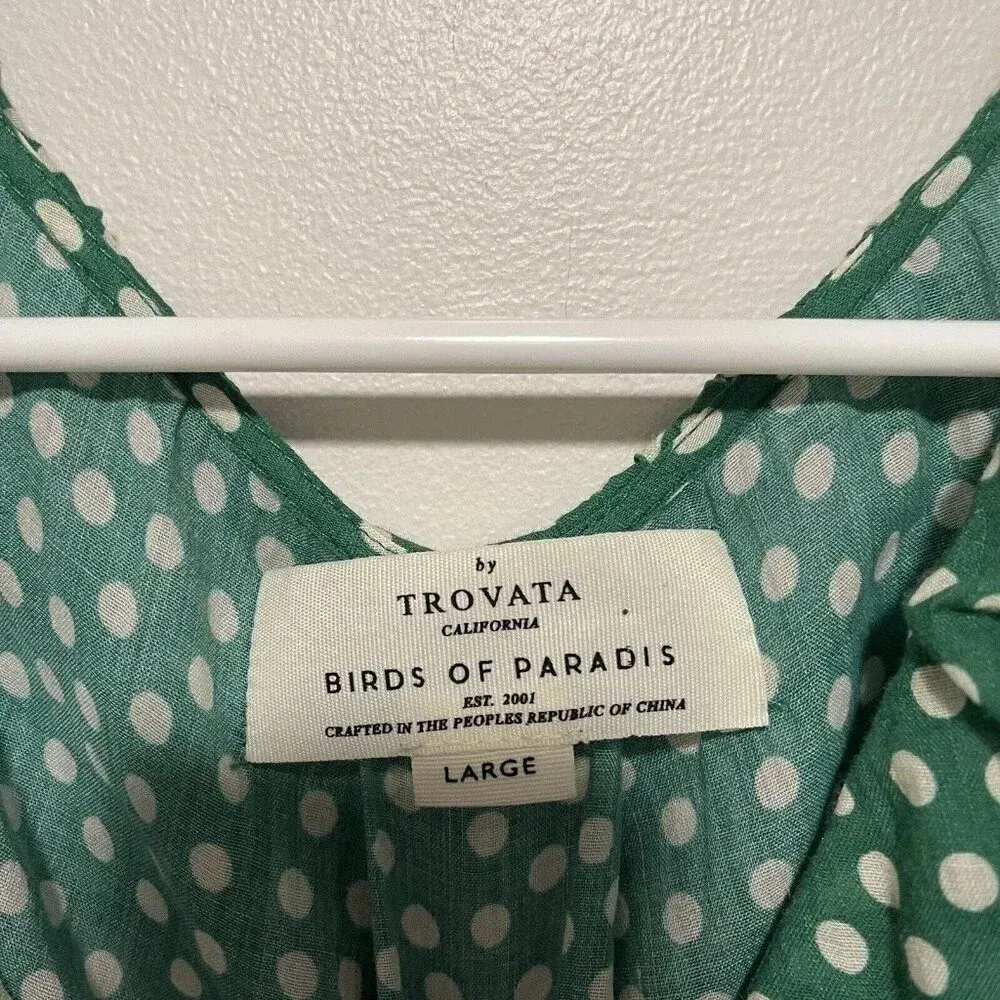 by
TROVATA
CALIFORNIA
BIRDS OF PARADIS
EST. 2001
CRAFTED IN THE PEOPLES REPUBLIC OF CHINA
LARGE